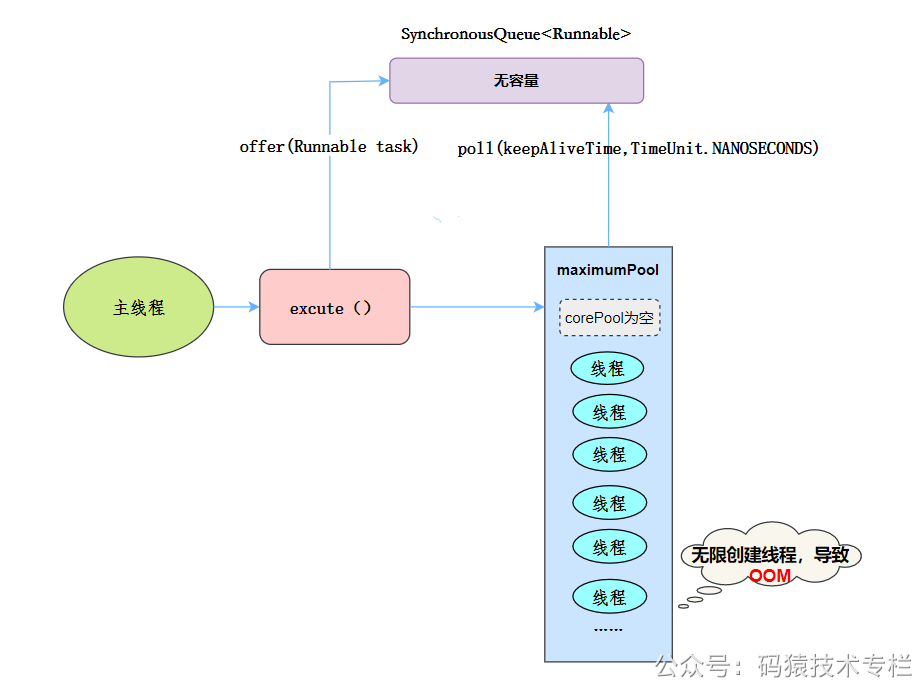 SynchronousQueue<Runnable>
无容量
offer(Runnable task)
poll(keepAliveTime,TimeUnit.NANOSECONDS)
主线程
excute（）
maximumPool
corePool为空
线程
线程
线程
线程
线程
线程
......
无限创建线程，导致
OOM
公众号：码猿技术专栏